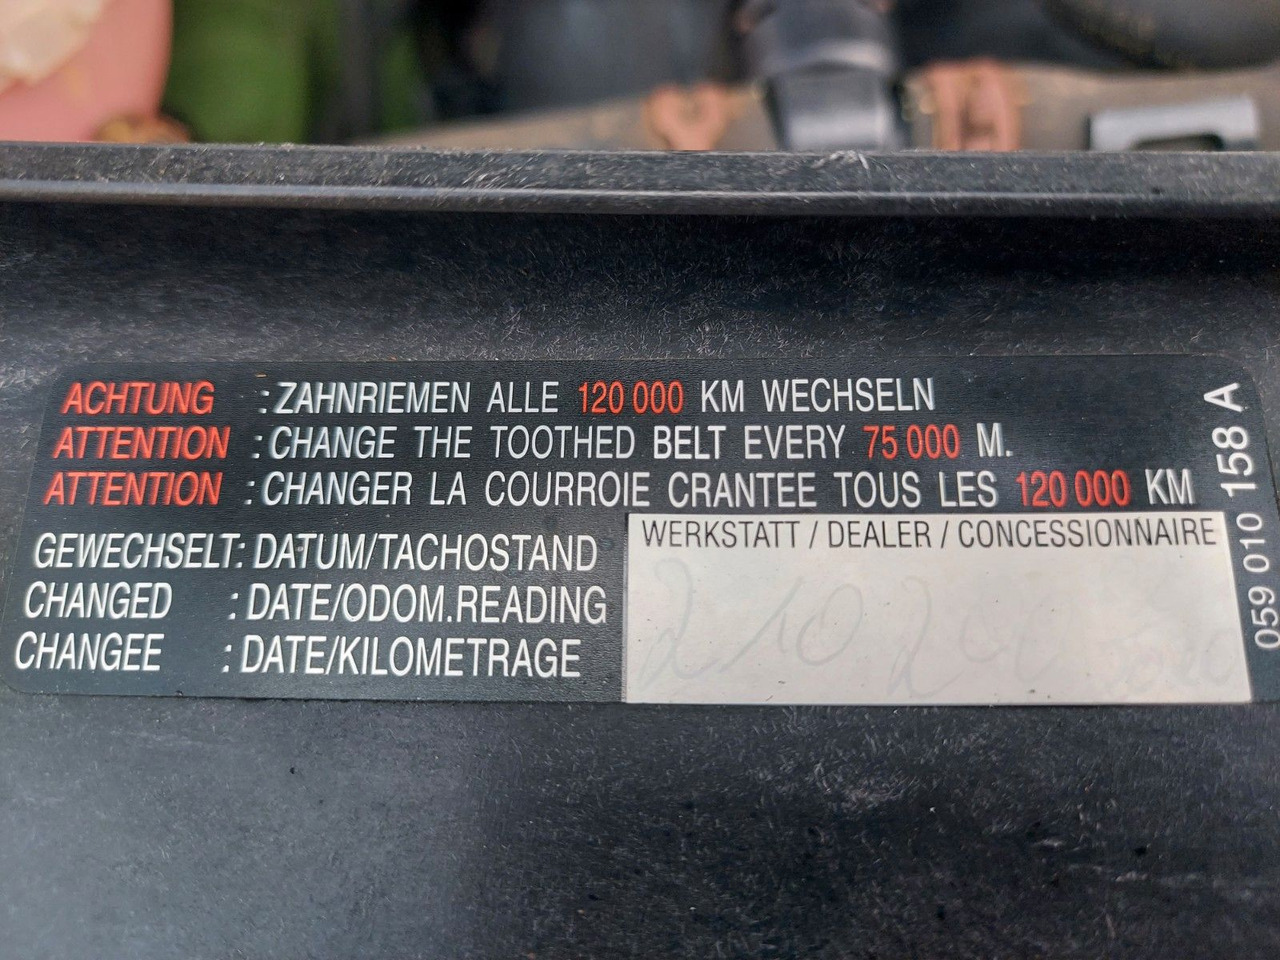 ACHTUNG : ZAHNRIEMEN ALLE 120 000 KM WECHSELN
ATTENTION : CHANGE THE TOOTHED BELT EVERY 75 000 M.
ATTENTION : CHANGER LA COURROIE CRANTEE TOUS LES 120 000 KM
GEWECHSELT: DATUM/TACHOSTAND
CHANGED : DATE/ODOM.READING
CHANGEE : DATE/KILOMETRAGE
WERKSTATT / DEALER / CONCESSIONNAIRE
059 010 158 A